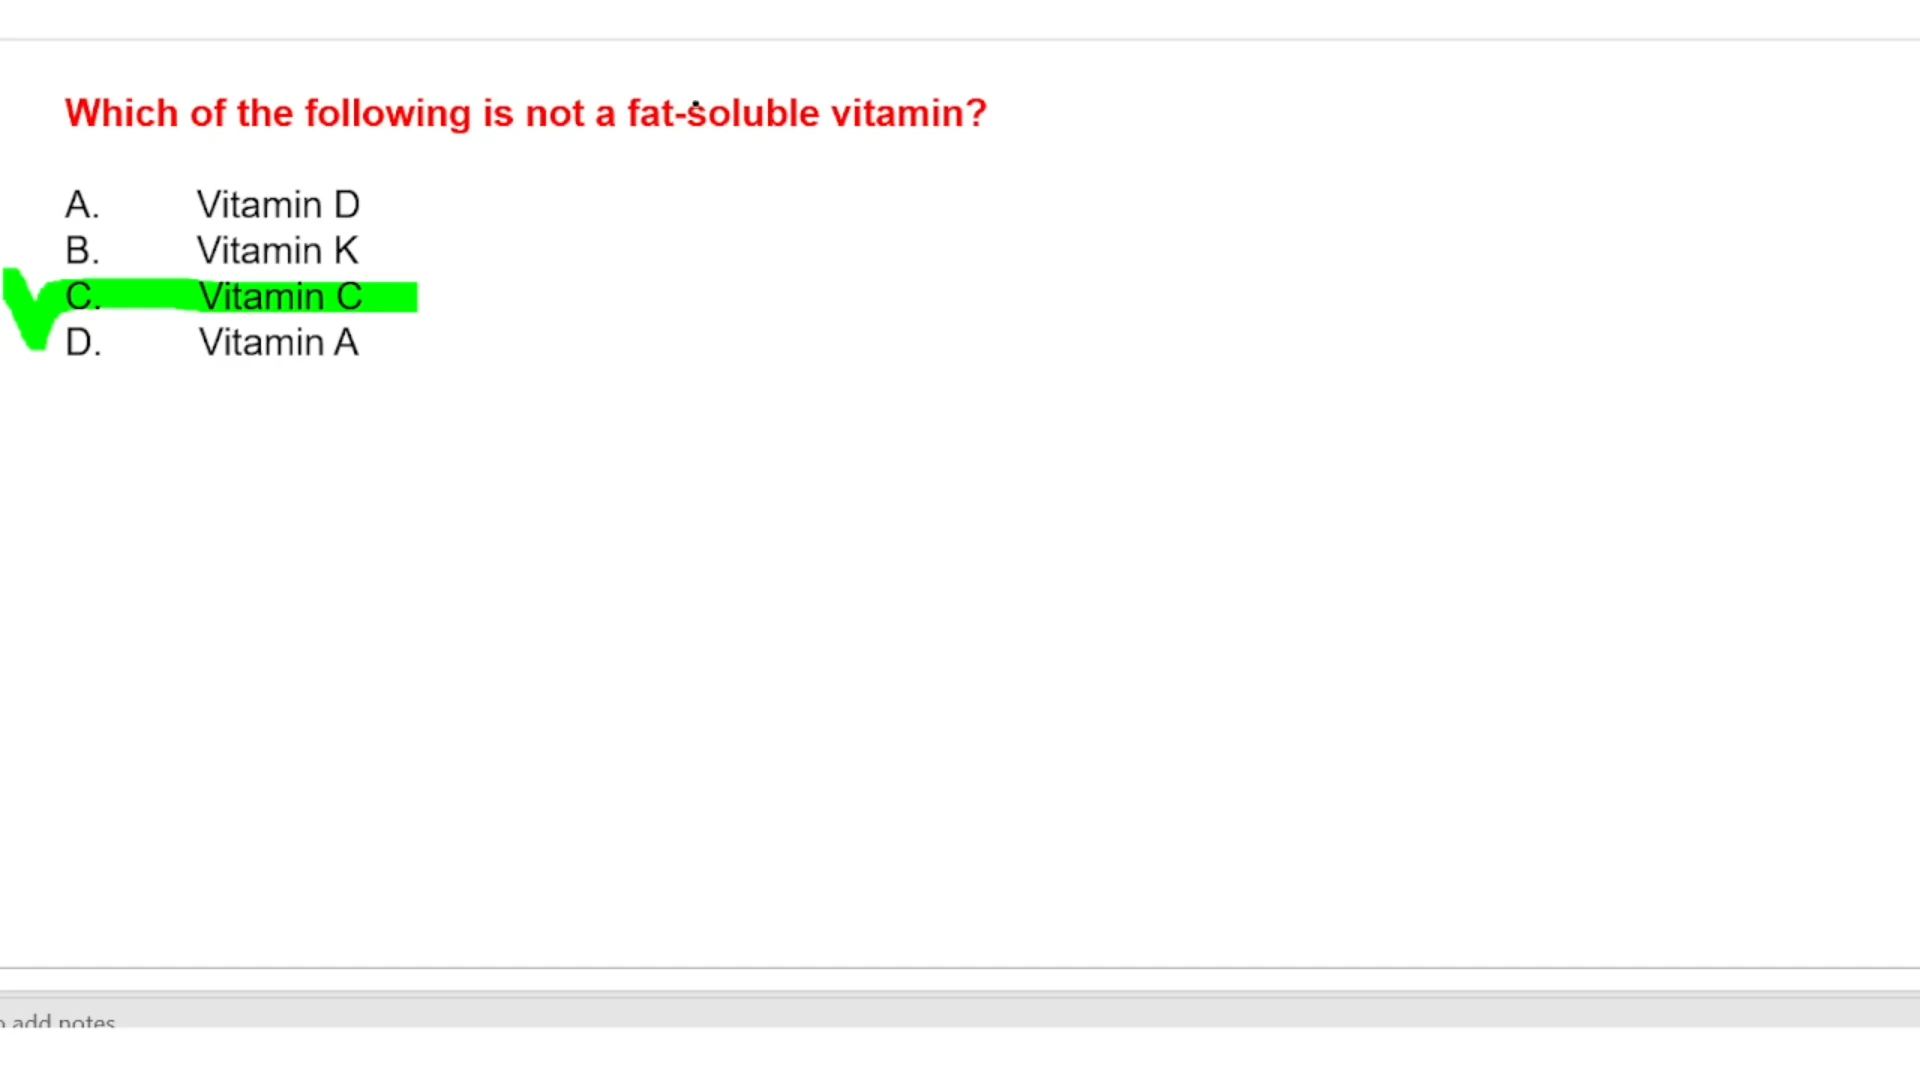 Which of the following is not a fat-soluble vitamin?
A. Vitamin D
B. Vitamin K
C. Vitamin C
D. Vitamin A
add notes